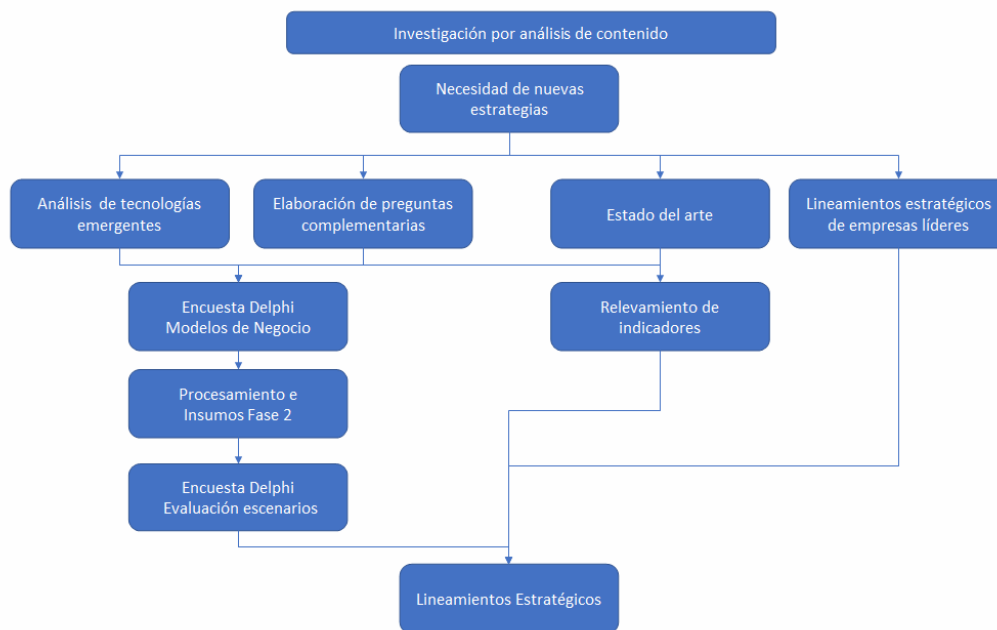 Investigación por análisis de contenido
Necesidad de nuevas
estrategias
Análisis de tecnologías
emergentes
Elaboración de preguntas
complementarias
Estado del arte
Lineamientos estratégicos
de empresas líderes
Encuesta Delphi
Modelos de Negocio
Relevamiento de
indicadores
Procesamiento e
Insumos Fase 2
Encuesta Delphi
Evaluación escenarios
Lineamientos Estratégicos